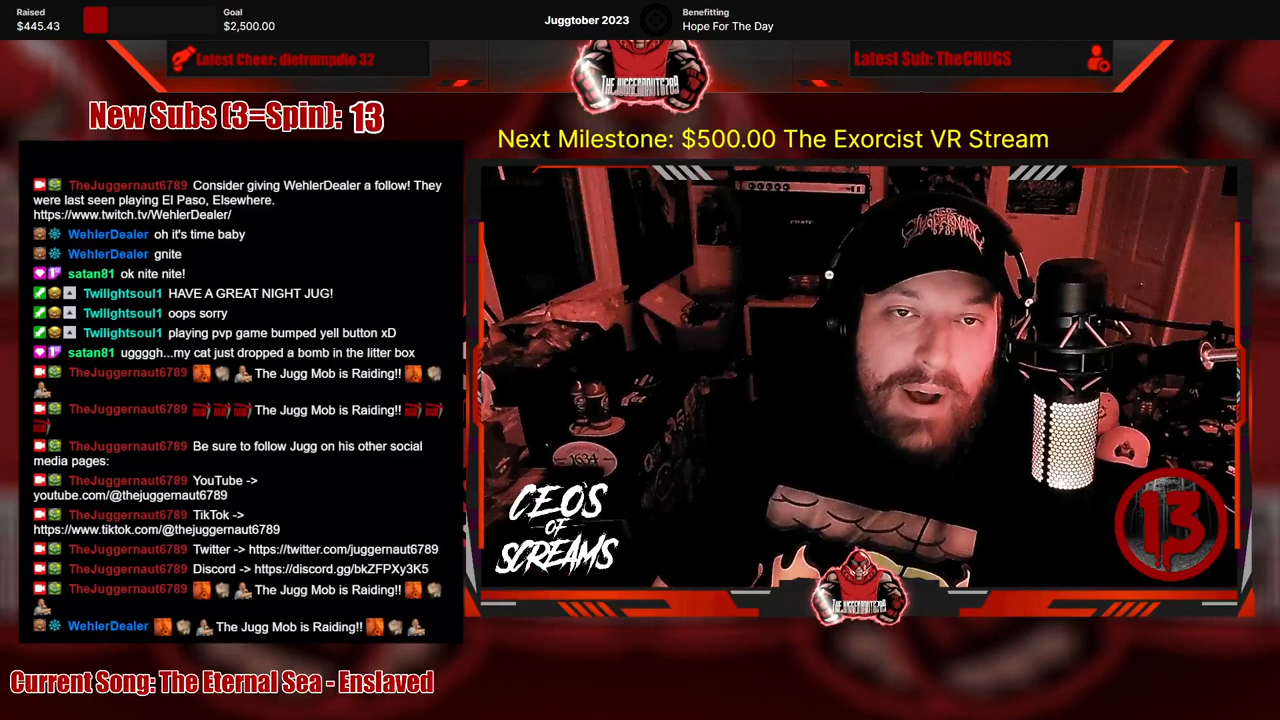 Raised
$445.43
Goal
$2,500.00
Juggtober 2023
Benefitting
Hope For The Day
Latest Cheer: dietrumpdie 32
THEJUGGERNAUT6789
Latest Sub: TheCHUGS
New Subs (3=Spin): 13
Next Milestone: $500.00 The Exorcist VR Stream
TheJuggernaut6789 Consider giving WehlerDealer a follow! They
were last seen playing El Paso, Elsewhere.
https://www.twitch.tv/WehlerDealer/
WehlerDealer oh it's time baby
WehlerDealer gnite
satan81 ok nite nite!
Twilightsoul1 HAVE A GREAT NIGHT JUG!
Twilightsoul1 oops sorry
Twilightsoul1 playing pvp game bumped yell button xD
satan81 uggggh...my cat just dropped a bomb in the litter box
TheJuggernaut6789 The Jugg Mob is Raiding!!
TheJuggernaut6789 The Jugg Mob is Raiding!!
TheJuggernaut6789 Be sure to follow Jugg on his other social
media pages:
TheJuggernaut6789 YouTube ->
youtube.com/@thejuggernaut6789
TheJuggernaut6789 TikTok ->
https://www.tiktok.com/@thejuggernaut6789
TheJuggernaut6789 Twitter -> https://twitter.com/juggernaut6789
TheJuggernaut6789 Discord -> https://discord.gg/bkZFPXy3K5
TheJuggernaut6789 The Jugg Mob is Raiding!!
WehlerDealer The Jugg Mob is Raiding!!
CRATE
THE
JUGGERNAUT
1634
CEO'S
OF
SCREAMS
13
THEJUGGERNAUT6789
Current Song: The Eternal Sea - Enslaved